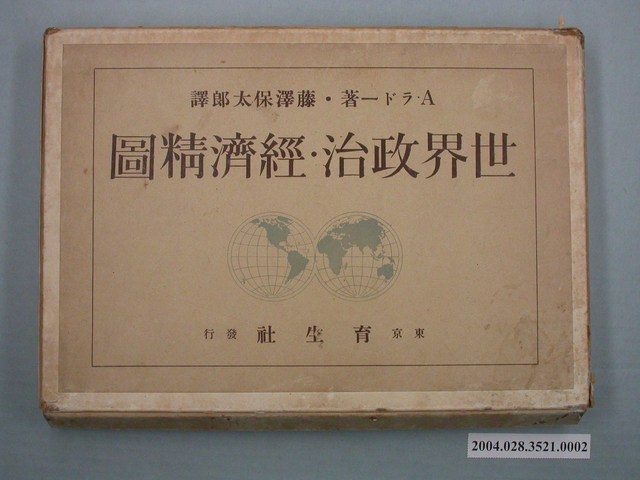 A・ラドー著・藤澤保太郎譯
世界政治・經濟精圖
東京 育生社 發行
2004.028.3521.0002